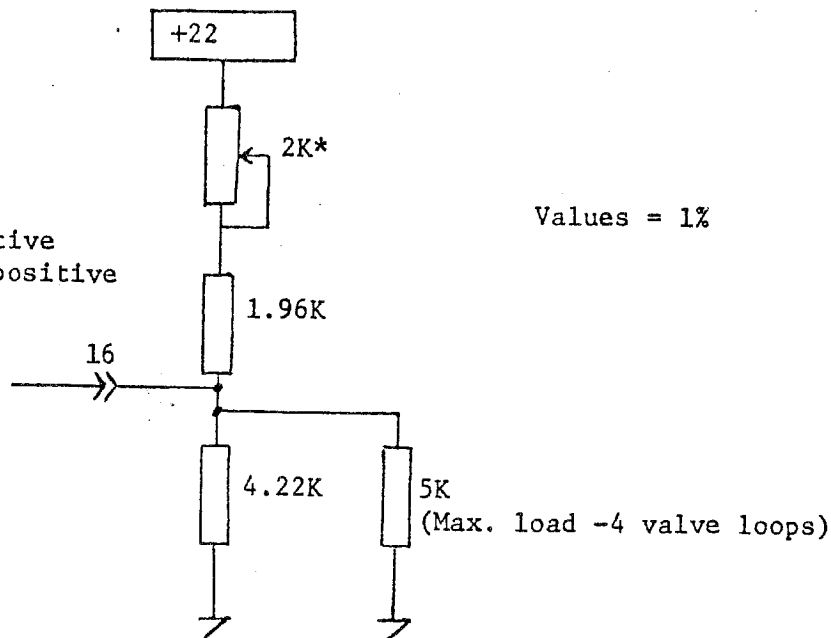 +22
2K*
Values = 1%
tive
positive
1.96K
16
4.22K
5K
(Max. load -4 valve loops)